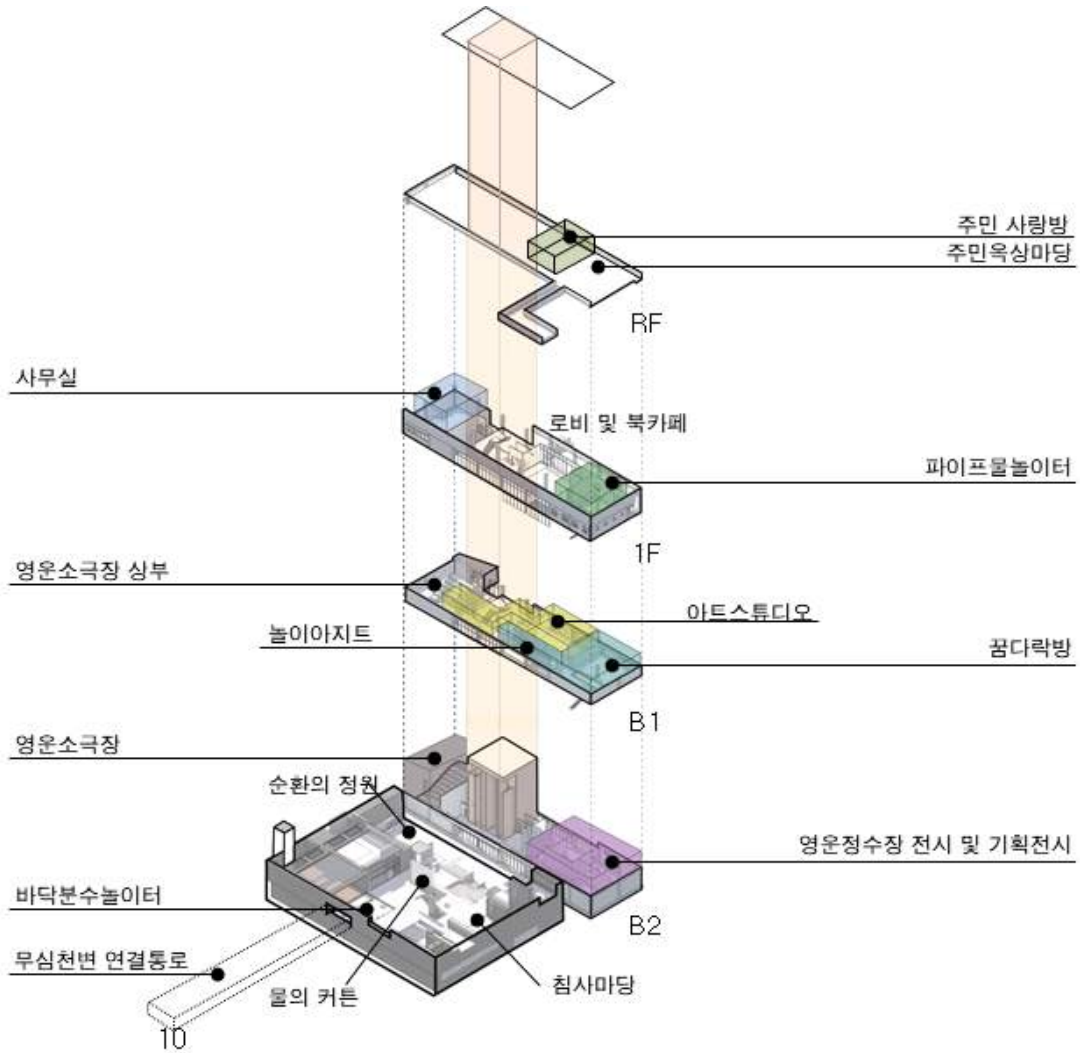 주민 사랑방
주민옥상마당
RF
사무실
로비 및 북카페
파이프물놀이터
1F
영운소극장 상부
아트스튜디오
놀이아지트
꿈다락방
B1
영운소극장
순환의 정원
영운정수장 전시 및 기획전시
바닥분수놀이터
B2
무심천변 연결통로
물의 커튼
침사마당
10